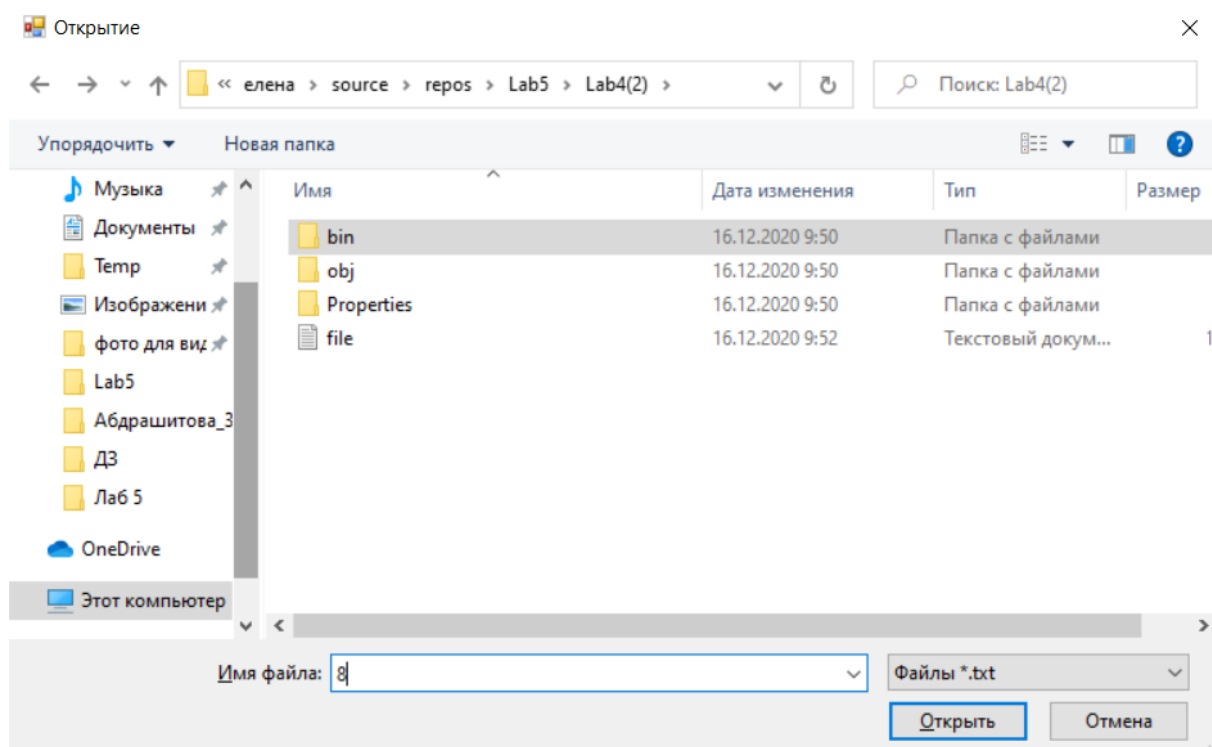 Открытие
« елена › source › repos › Lab5 › Lab4(2) ›
Поиск: Lab4(2)
Упорядочить
Новая папка
?
Музыка
Документы
Temp
Изображени
фото для вид
Lab5
Абдрашитова_3
ДЗ
Лаб 5
OneDrive
Этот компьютер
Имя Дата изменения Тип Размер
bin 16.12.2020 9:50 Папка с файлами
obj 16.12.2020 9:50 Папка с файлами
Properties 16.12.2020 9:50 Папка с файлами
file 16.12.2020 9:52 Текстовый докум... 1
Имя файла: 8
Файлы *.txt
Открыть Отмена